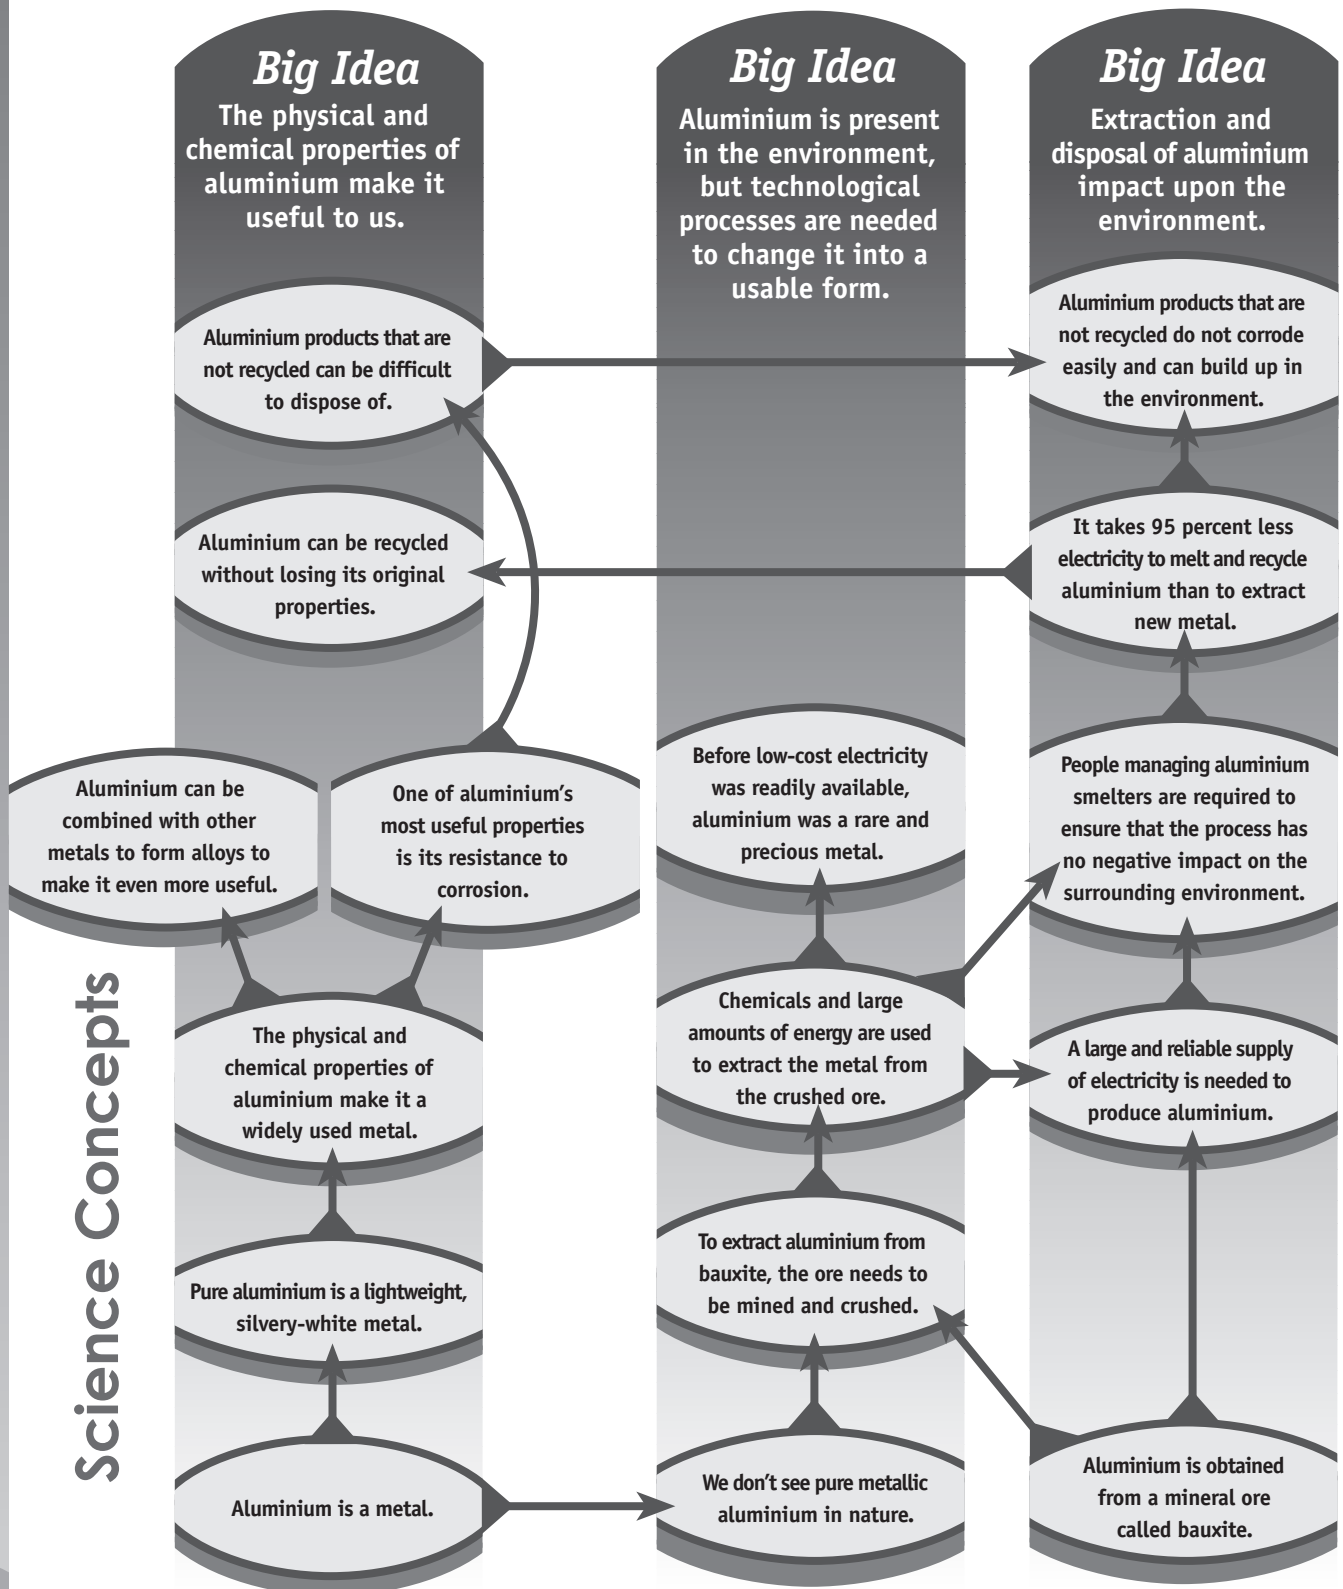 Big Idea
The physical and
chemical properties of
aluminium make it
useful to us.
Aluminium products that are
not recycled can be difficult
to dispose of.
Aluminium can be recycled
without losing its original
properties.
Aluminium can be
combined with other
metals to form alloys to
make it even more useful.
One of aluminium’s
most useful properties
is its resistance to
corrosion.
The physical and
chemical properties of
aluminium make it a
widely used metal.
Pure aluminium is a lightweight,
silvery-white metal.
Aluminium is a metal.
Big Idea
Aluminium is present
in the environment,
but technological
processes are needed
to change it into a
usable form.
Before low-cost electricity
was readily available,
aluminium was a rare and
precious metal.
Chemicals and large
amounts of energy are used
to extract the metal from
the crushed ore.
To extract aluminium from
bauxite, the ore needs to
be mined and crushed.
We don’t see pure metallic
aluminium in nature.
Big Idea
Extraction and
disposal of aluminium
impact upon the
environment.
Aluminium products that are
not recycled do not corrode
easily and can build up in
the environment.
It takes 95 percent less
electricity to melt and recycle
aluminium than to extract
new metal.
People managing aluminium
smelters are required to
ensure that the process has
no negative impact on the
surrounding environment.
A large and reliable supply
of electricity is needed to
produce aluminium.
Aluminium is obtained
from a mineral ore
called bauxite.
Science Concepts